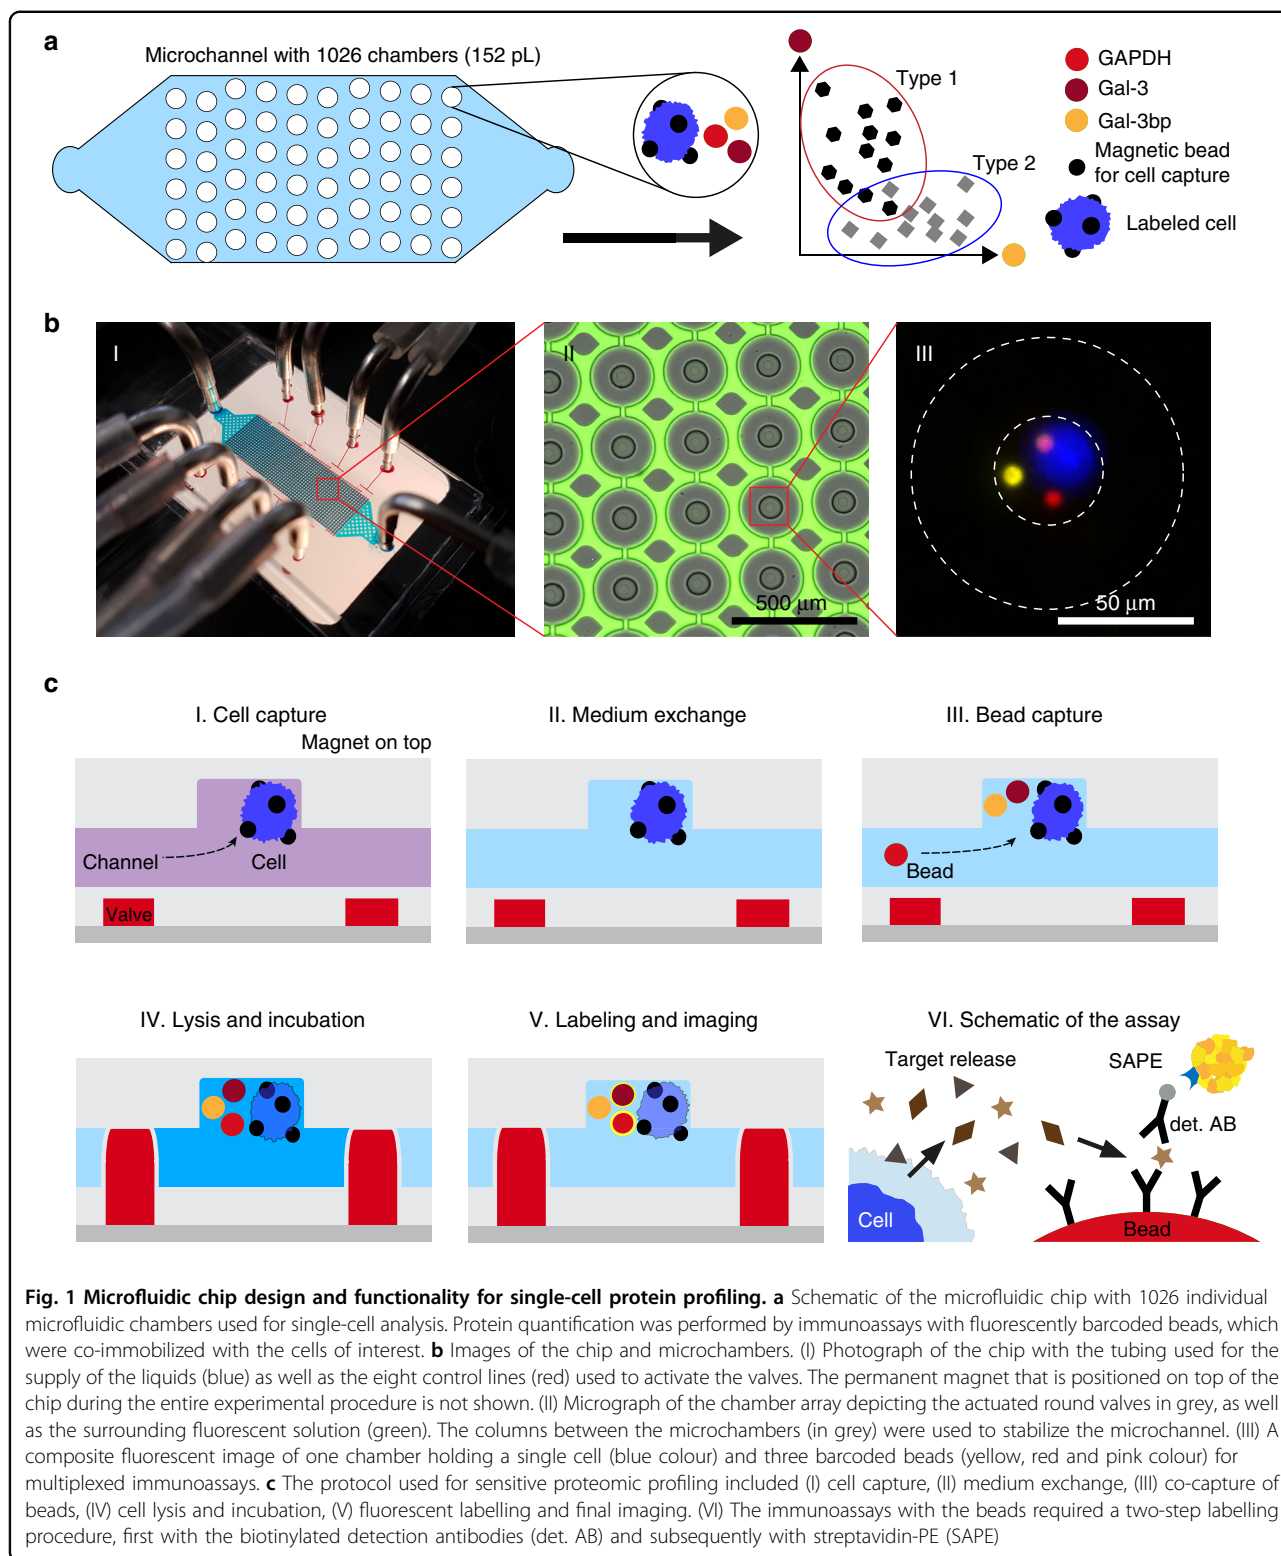 a
Microchannel with 1026 chambers (152 pL)
Type 1
Type 2
GAPDH
Gal-3
Gal-3bp
Magnetic bead
for cell capture
Labeled cell
b
I
II
500 μm
III
50 μm
c
I. Cell capture
Magnet on top
Channel
Cell
Valve
II. Medium exchange
III. Bead capture
Bead
IV. Lysis and incubation
V. Labeling and imaging
VI. Schematic of the assay
Target release
SAPE
det. AB
Cell
Bead
Fig. 1 Microfluidic chip design and functionality for single-cell protein profiling. a Schematic of the microfluidic chip with 1026 individual
microfluidic chambers used for single-cell analysis. Protein quantification was performed by immunoassays with fluorescently barcoded beads, which
were co-immobilized with the cells of interest. b Images of the chip and microchambers. (I) Photograph of the chip with the tubing used for the
supply of the liquids (blue) as well as the eight control lines (red) used to activate the valves. The permanent magnet that is positioned on top of the
chip during the entire experimental procedure is not shown. (II) Micrograph of the chamber array depicting the actuated round valves in grey, as well
as the surrounding fluorescent solution (green). The columns between the microchambers (in grey) were used to stabilize the microchannel. (III) A
composite fluorescent image of one chamber holding a single cell (blue colour) and three barcoded beads (yellow, red and pink colour) for
multiplexed immunoassays. c The protocol used for sensitive proteomic profiling included (I) cell capture, (II) medium exchange, (III) co-capture of
beads, (IV) cell lysis and incubation, (V) fluorescent labelling and final imaging. (VI) The immunoassays with the beads required a two-step labelling
procedure, first with the biotinylated detection antibodies (det. AB) and subsequently with streptavidin-PE (SAPE)